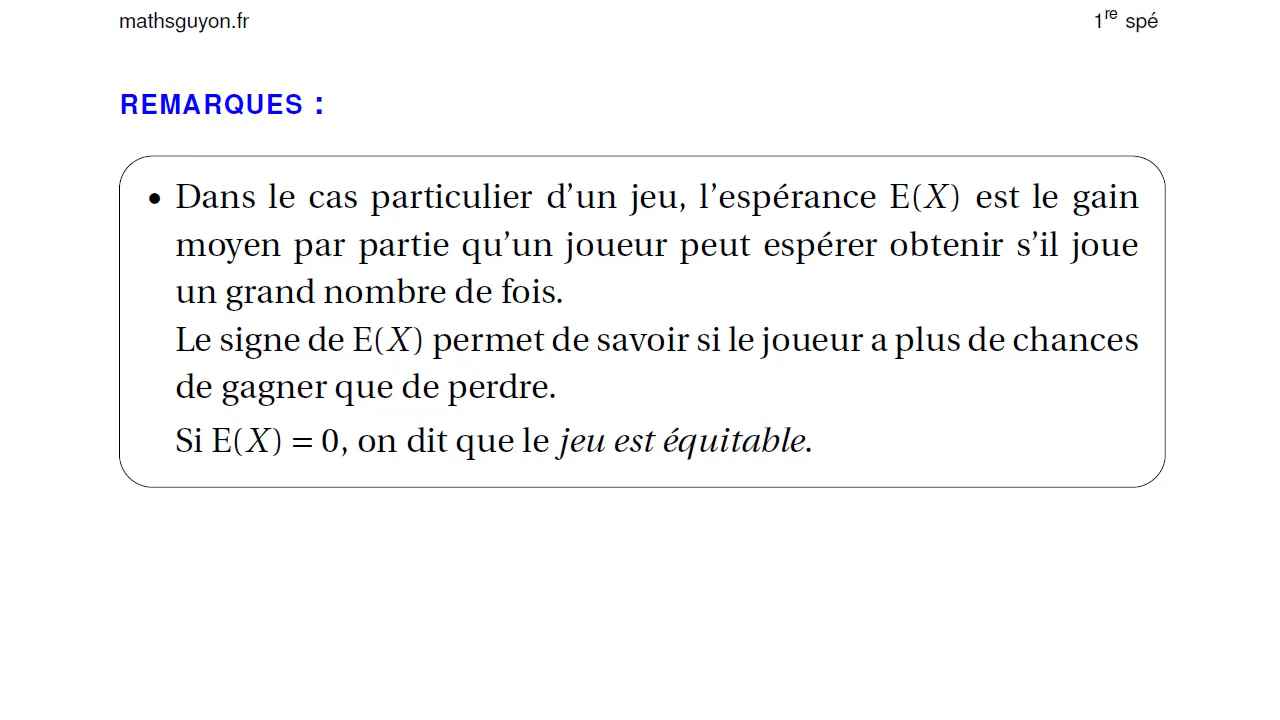 mathsguyon.fr 1re spé
REMARQUES :
• Dans le cas particulier d’un jeu, l’espérance E(X) est le gain
moyen par partie qu’un joueur peut espérer obtenir s’il joue
un grand nombre de fois.
Le signe de E(X) permet de savoir si le joueur a plus de chances
de gagner que de perdre.
Si E(X) = 0, on dit que le jeu est équitable.